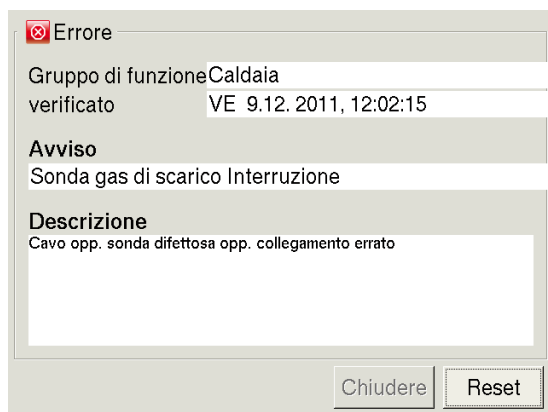 Errore
Gruppo di funzione Caldaia
verificato VE 9.12. 2011, 12:02:15
Avviso
Sonda gas di scarico Interruzione
Descrizione
Cavo opp. sonda difettosa opp. collegamento errato
Chiudere Reset